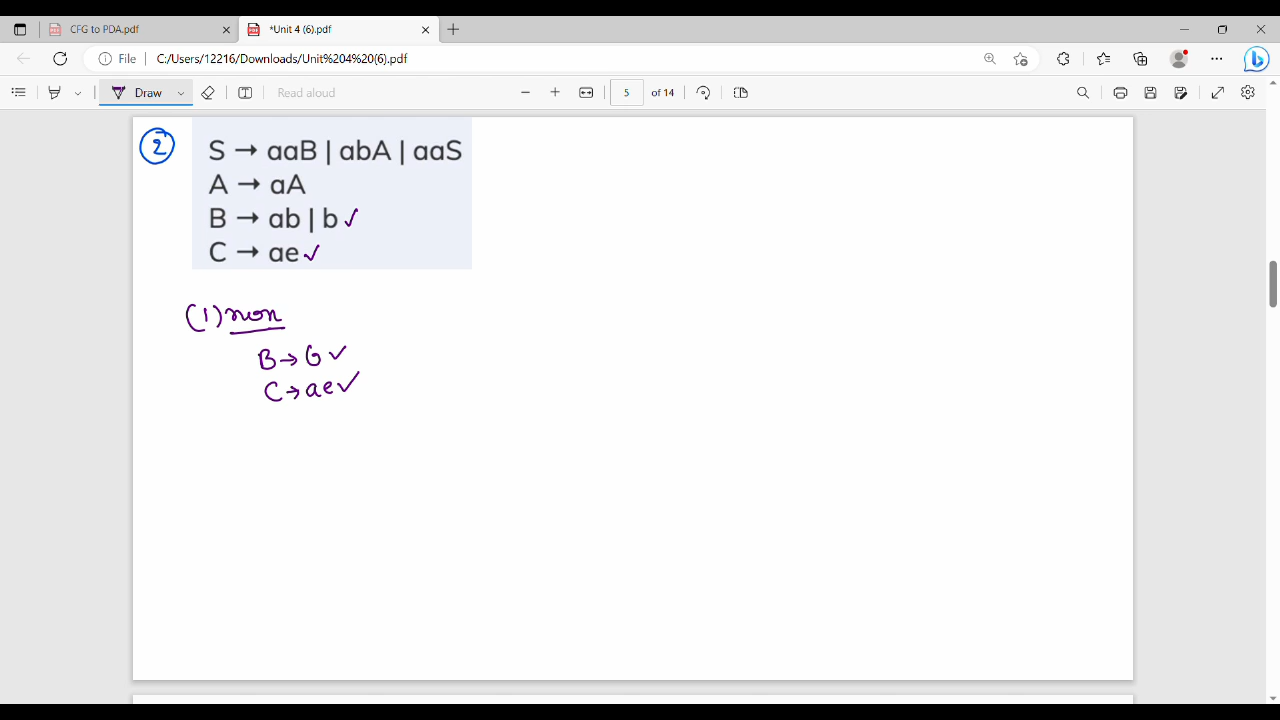 CFG to PDA.pdf
*Unit 4 (6).pdf
File
C:/Users/12216/Downloads/Unit%204%20(6).pdf
Draw
Read aloud
5
of 14
2
S → aaB | abA | aaS
A → aA
B → ab | b ✓
C → ae ✓
(1) non
B → b ✓
C → ae ✓